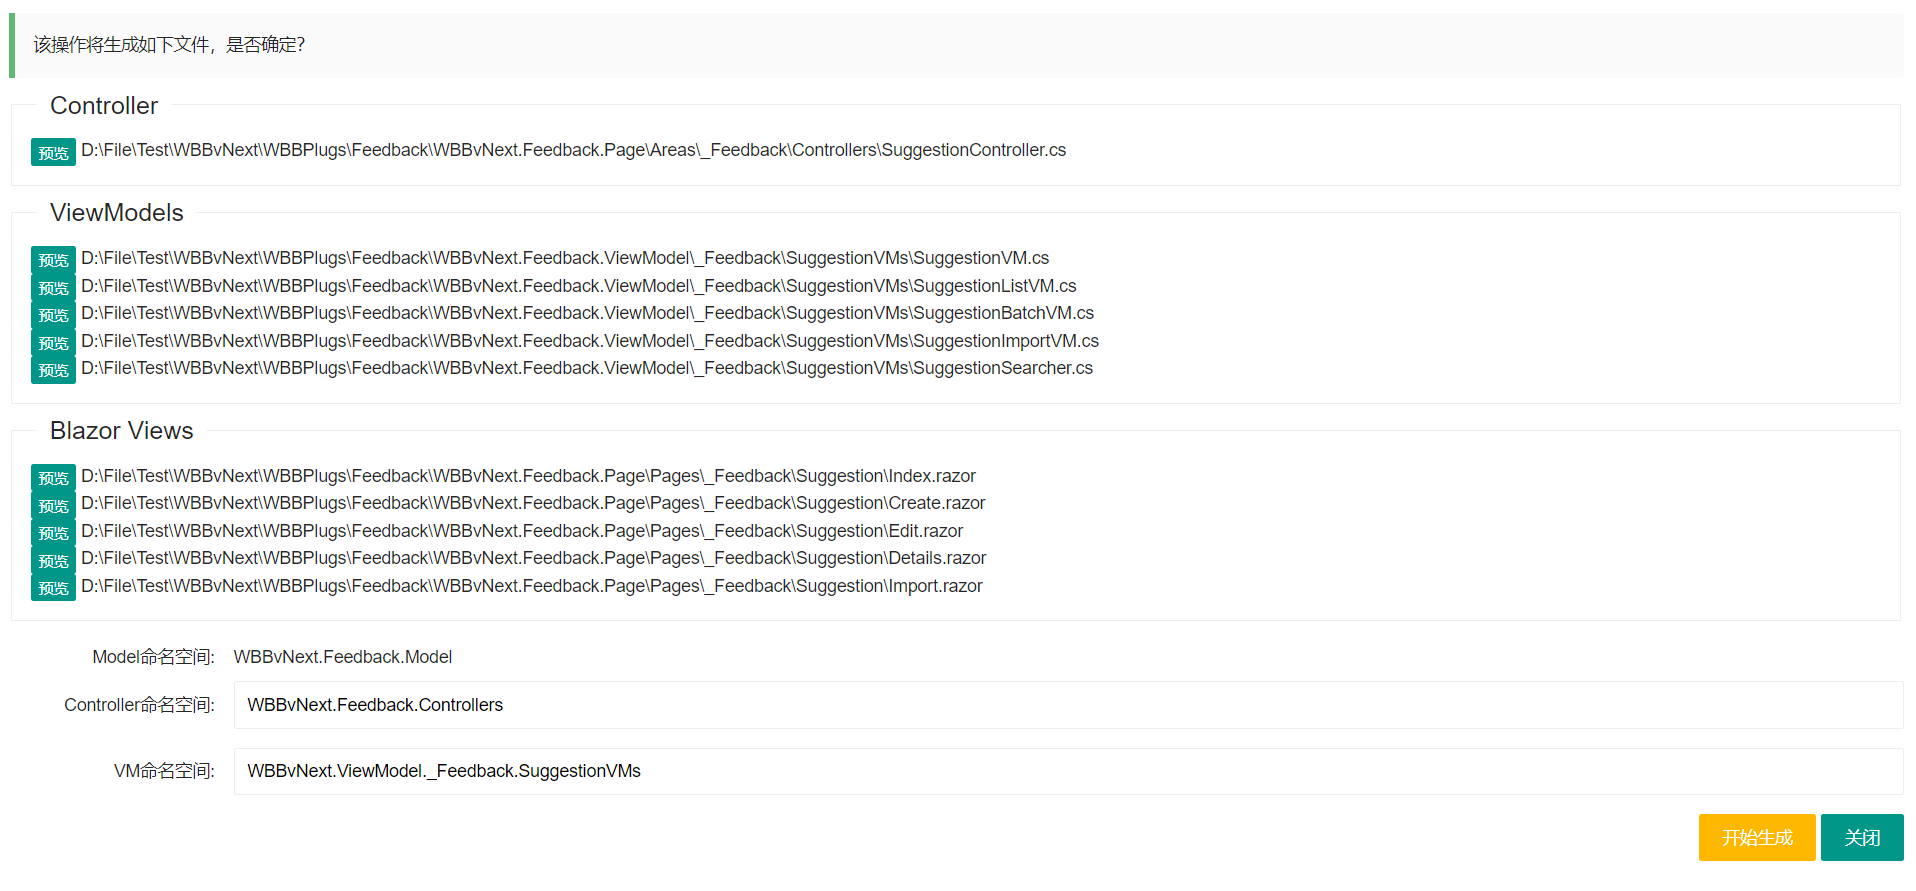 该操作将生成如下文件，是否确定?
Controller
预览 D:\File\Test\WBBvNext\WBBPlugs\Feedback\WBBvNext.Feedback.Page\Areas\_Feedback\Controllers\SuggestionController.cs
ViewModels
预览 D:\File\Test\WBBvNext\WBBPlugs\Feedback\WBBvNext.Feedback.ViewModel\_Feedback\SuggestionVMs\SuggestionVM.cs
预览 D:\File\Test\WBBvNext\WBBPlugs\Feedback\WBBvNext.Feedback.ViewModel\_Feedback\SuggestionVMs\SuggestionListVM.cs
预览 D:\File\Test\WBBvNext\WBBPlugs\Feedback\WBBvNext.Feedback.ViewModel\_Feedback\SuggestionVMs\SuggestionBatchVM.cs
预览 D:\File\Test\WBBvNext\WBBPlugs\Feedback\WBBvNext.Feedback.ViewModel\_Feedback\SuggestionVMs\SuggestionImportVM.cs
预览 D:\File\Test\WBBvNext\WBBPlugs\Feedback\WBBvNext.Feedback.ViewModel\_Feedback\SuggestionVMs\SuggestionSearcher.cs
Blazor Views
预览 D:\File\Test\WBBvNext\WBBPlugs\Feedback\WBBvNext.Feedback.Page\Pages\_Feedback\Suggestion\Index.razor
预览 D:\File\Test\WBBvNext\WBBPlugs\Feedback\WBBvNext.Feedback.Page\Pages\_Feedback\Suggestion\Create.razor
预览 D:\File\Test\WBBvNext\WBBPlugs\Feedback\WBBvNext.Feedback.Page\Pages\_Feedback\Suggestion\Edit.razor
预览 D:\File\Test\WBBvNext\WBBPlugs\Feedback\WBBvNext.Feedback.Page\Pages\_Feedback\Suggestion\Details.razor
预览 D:\File\Test\WBBvNext\WBBPlugs\Feedback\WBBvNext.Feedback.Page\Pages\_Feedback\Suggestion\Import.razor
Model命名空间: WBBvNext.Feedback.Model
Controller命名空间: WBBvNext.Feedback.Controllers
VM命名空间: WBBvNext.ViewModel._Feedback.SuggestionVMs
开始生成 关闭